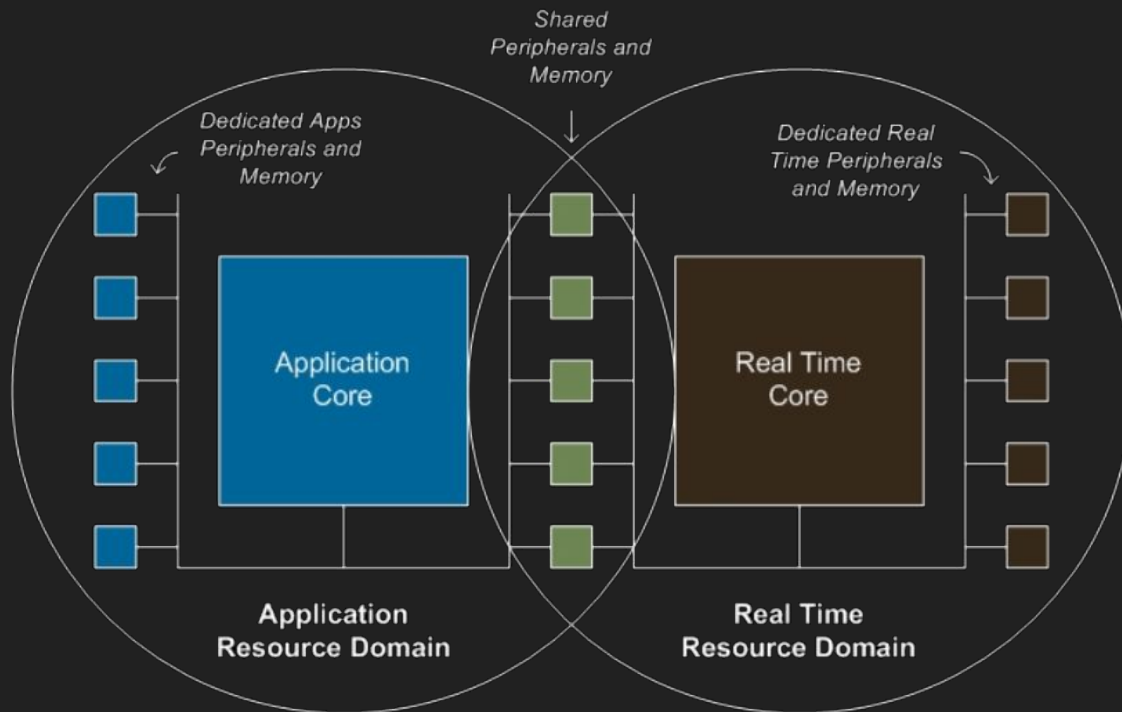 Shared
Peripherals and
Memory
Dedicated Apps
Peripherals and
Memory
Dedicated Real
Time Peripherals
and Memory
Application
Core
Real Time
Core
Application
Resource Domain
Real Time
Resource Domain